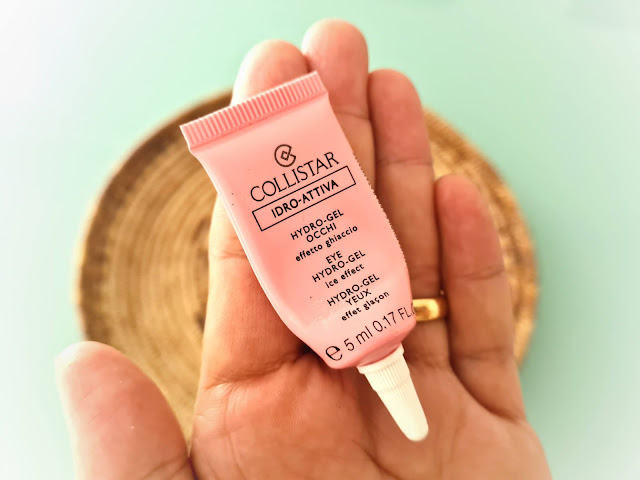 COLLISTAR
IDRO-ATTIVA
HYDRO-GEL
OCCHI
effetto ghiaccio
EYE
HYDRO-GEL
ice effect
HYDRO-GEL
YEUX
effet glaçon
℮ 5 ml 0.17 FL